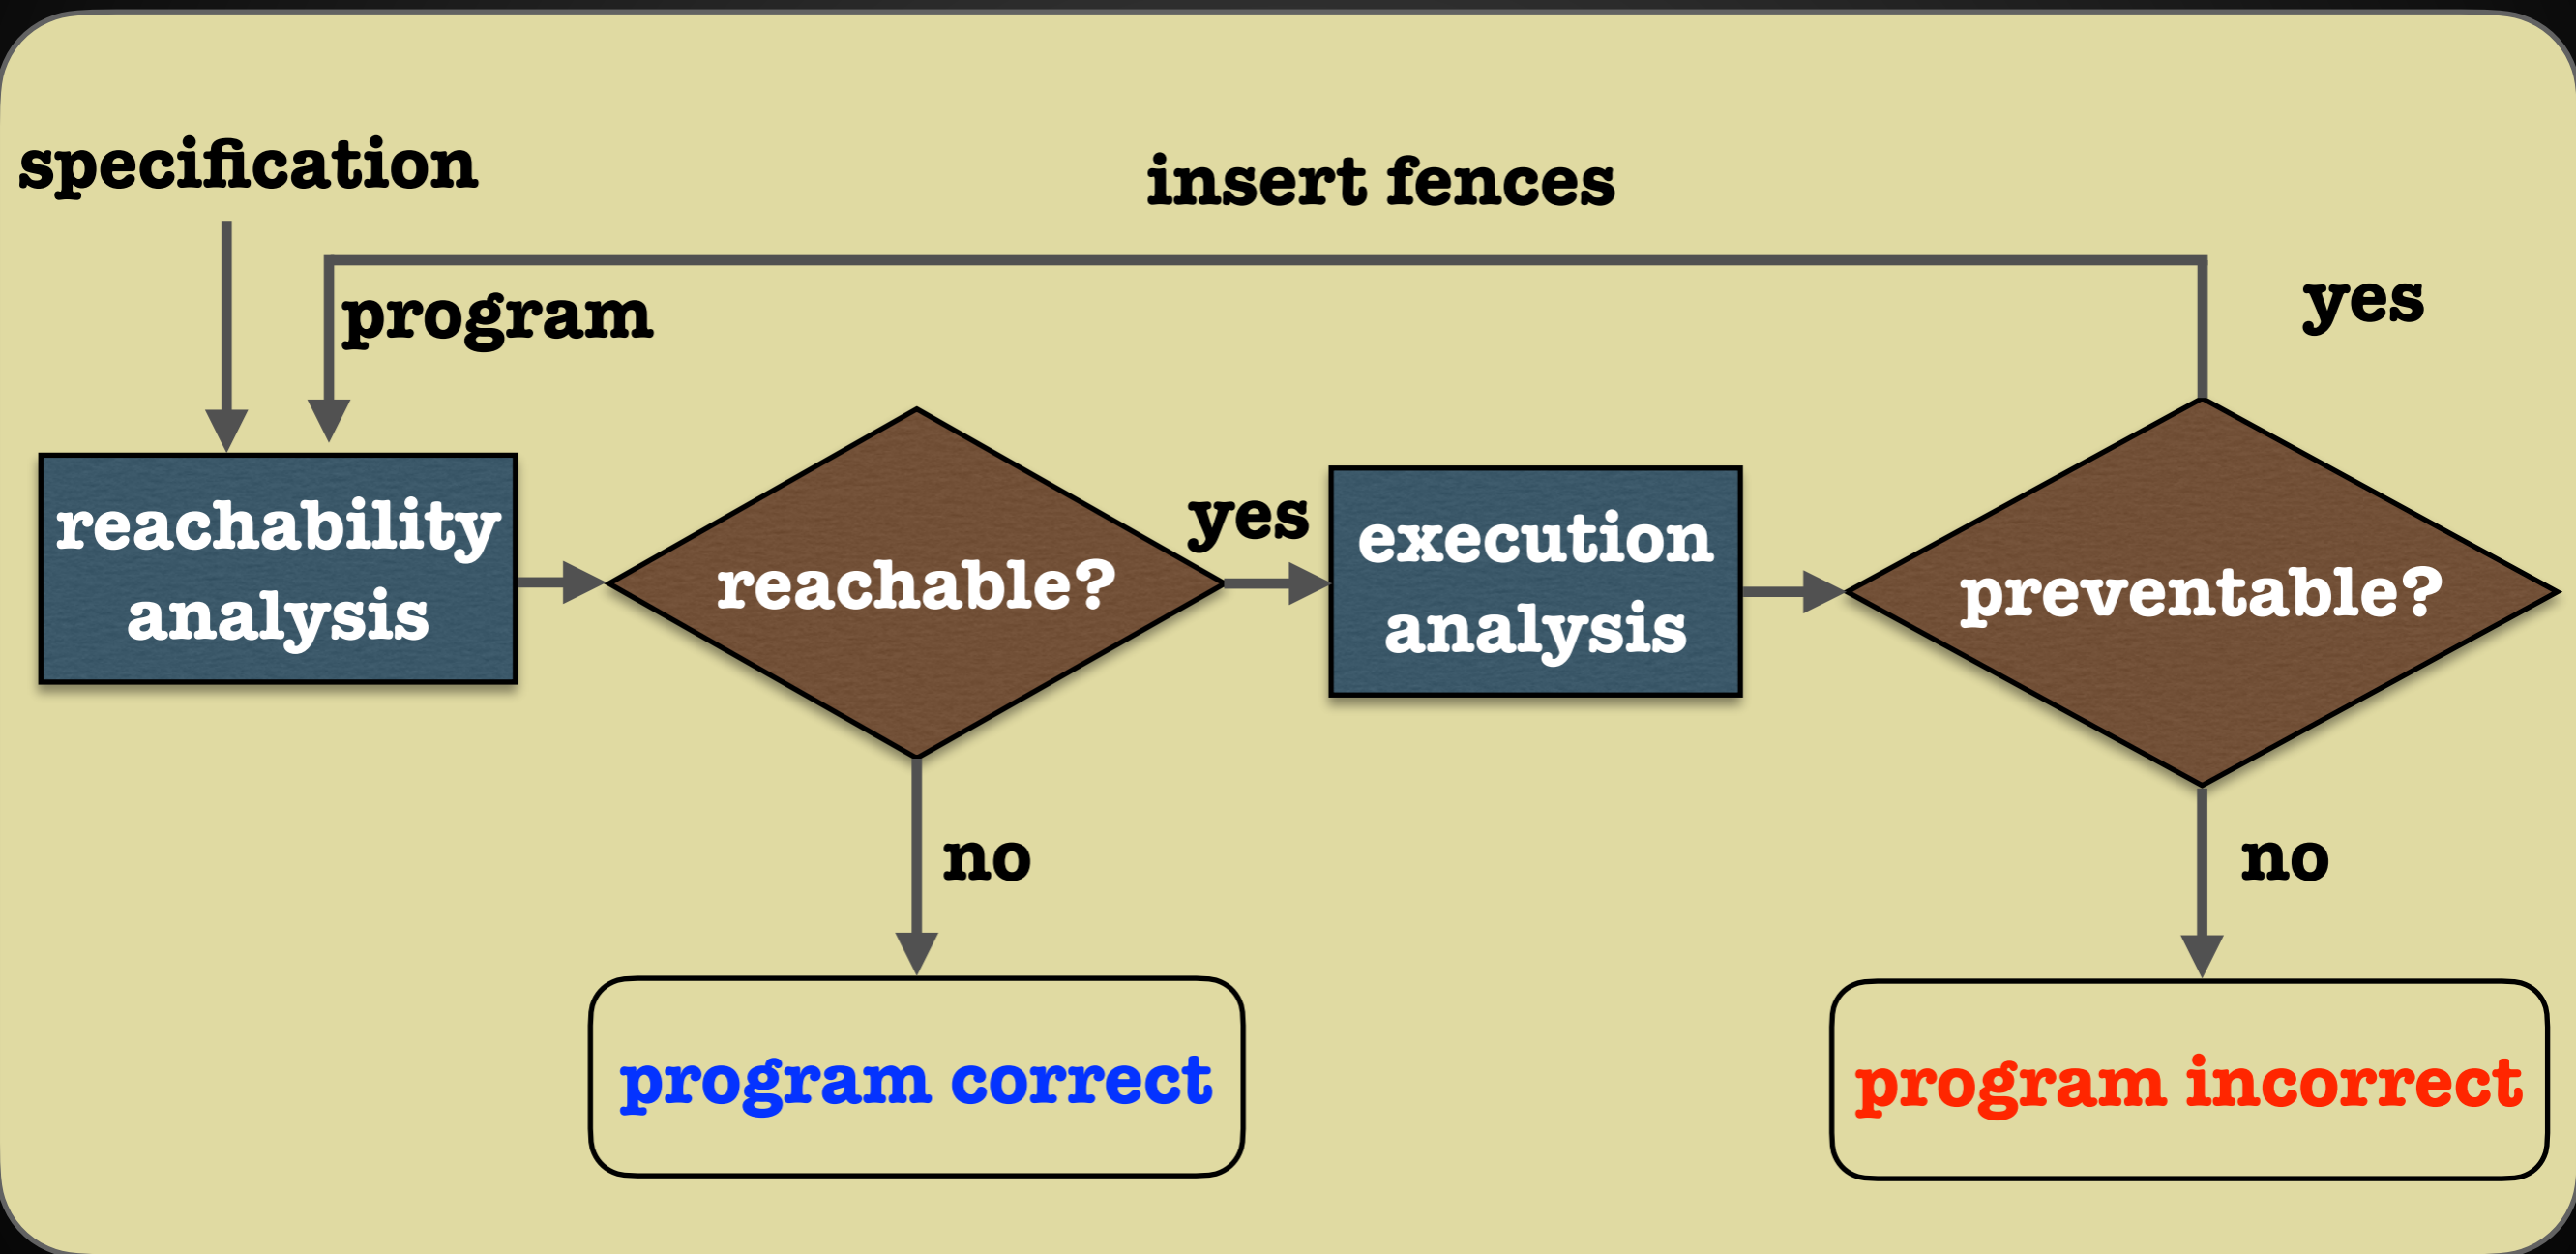 specification
insert fences
program
yes
reachability
analysis
reachable?
yes
execution
analysis
preventable?
no
no
program correct
program incorrect